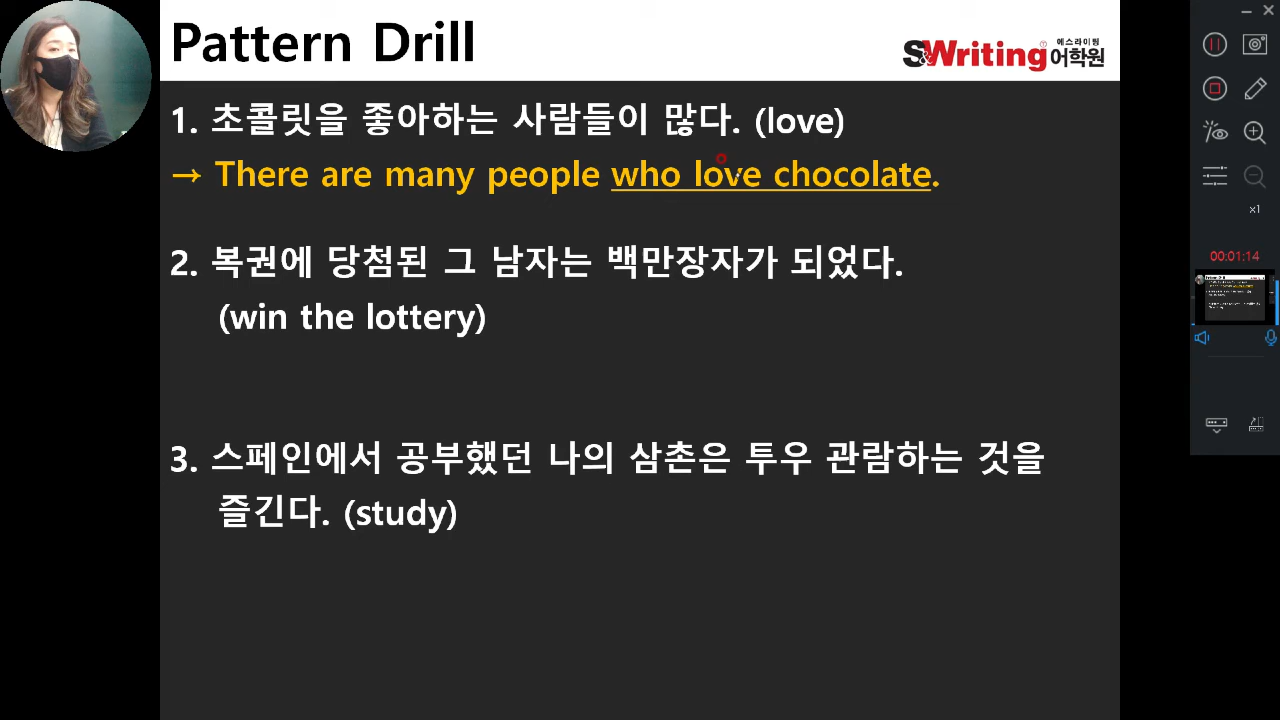 Pattern Drill
S&Writing 에스라이팅 어학원
1. 초콜릿을 좋아하는 사람들이 많다. (love)
→ There are many people who love chocolate.
2. 복권에 당첨된 그 남자는 백만장자가 되었다.
(win the lottery)
3. 스페인에서 공부했던 나의 삼촌은 투우 관람하는 것을
즐긴다. (study)
x1
00:01:14